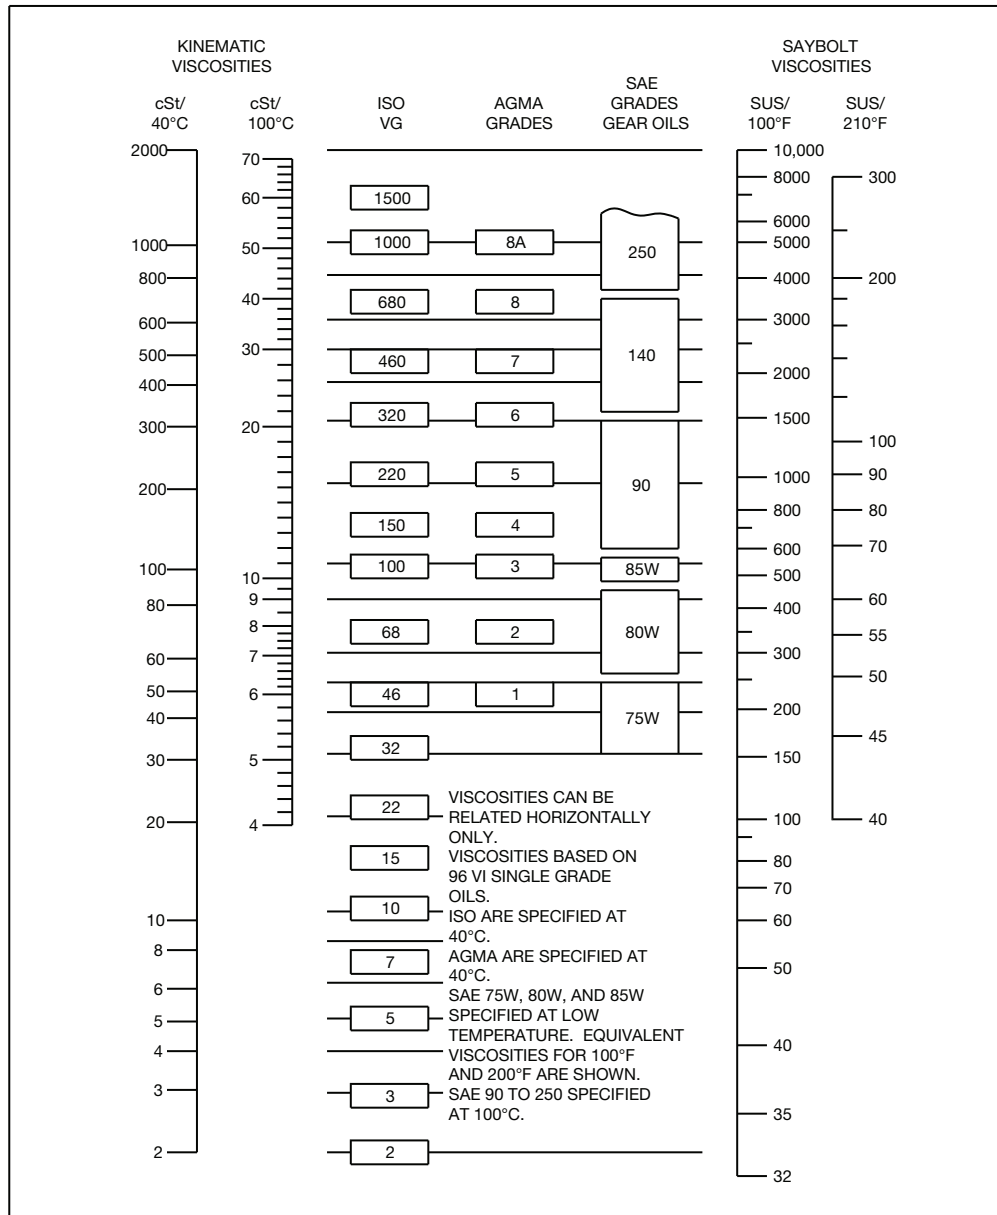 KINEMATIC
VISCOSITIES
SAYBOLT
VISCOSITIES
cSt/
40°C
cSt/
100°C
ISO
VG
AGMA
GRADES
SAE
GRADES
GEAR OILS
SUS/
100°F
SUS/
210°F
2000
1000
800
600
500
400
300
200
100
80
60
50
40
30
20
10
8
6
5
4
3
2
70
60
50
40
30
20
10
9
8
7
6
5
4
1500
1000
680
460
320
220
150
100
68
46
32
22
15
10
7
5
3
2
8A
8
7
6
5
4
3
2
1
250
140
90
85W
80W
75W
VISCOSITIES CAN BE
RELATED HORIZONTALLY
ONLY.
VISCOSITIES BASED ON
96 VI SINGLE GRADE
OILS.
ISO ARE SPECIFIED AT
40°C.
AGMA ARE SPECIFIED AT
40°C.
SAE 75W, 80W, AND 85W
SPECIFIED AT LOW
TEMPERATURE. EQUIVALENT
VISCOSITIES FOR 100°F
AND 200°F ARE SHOWN.
SAE 90 TO 250 SPECIFIED
AT 100°C.
10,000
8000
6000
5000
4000
3000
2000
1500
1000
800
600
500
400
300
200
150
100
80
70
60
50
40
35
32
300
200
100
90
80
70
60
55
50
45
40